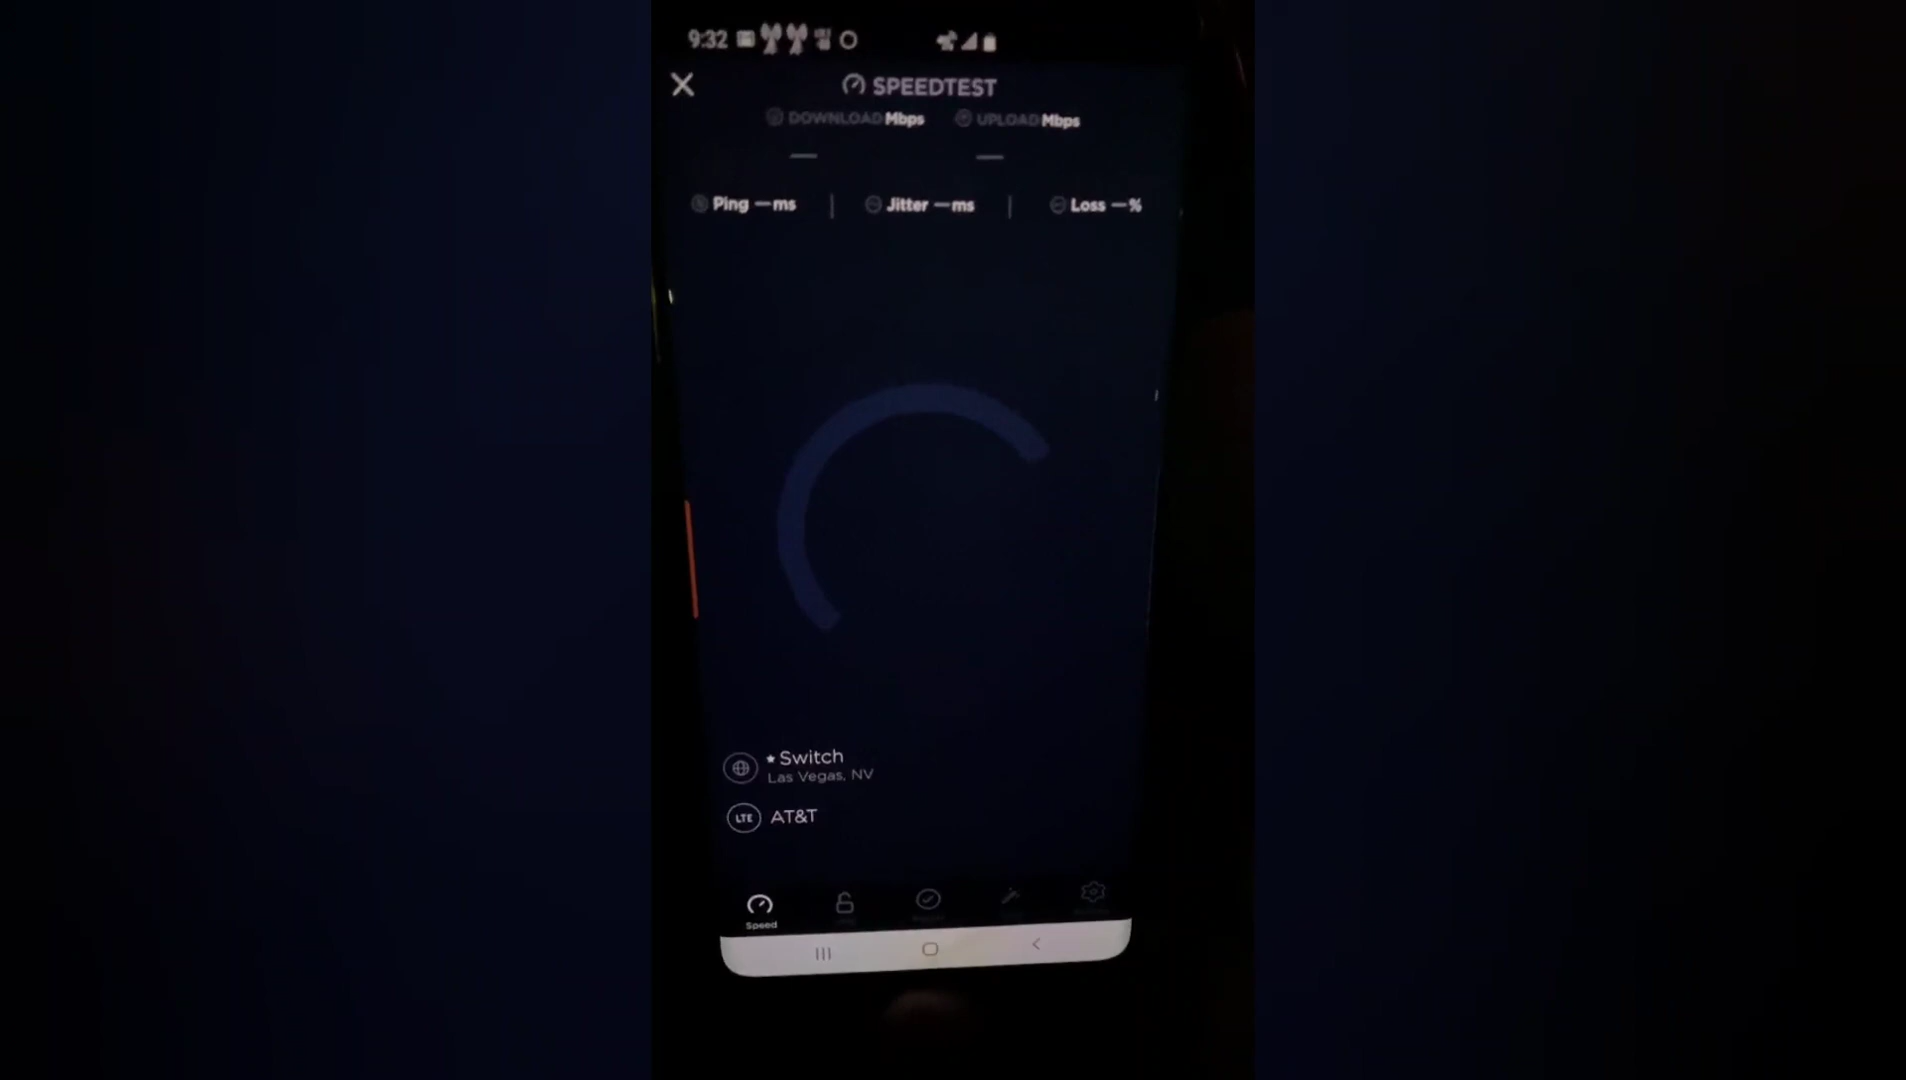 9:32
SPEEDTEST
DOWNLOAD Mbps UPLOAD Mbps
— —
Ping — ms | Jitter — ms | Loss — %
Switch
Las Vegas, NV
LTE AT&T
Speed